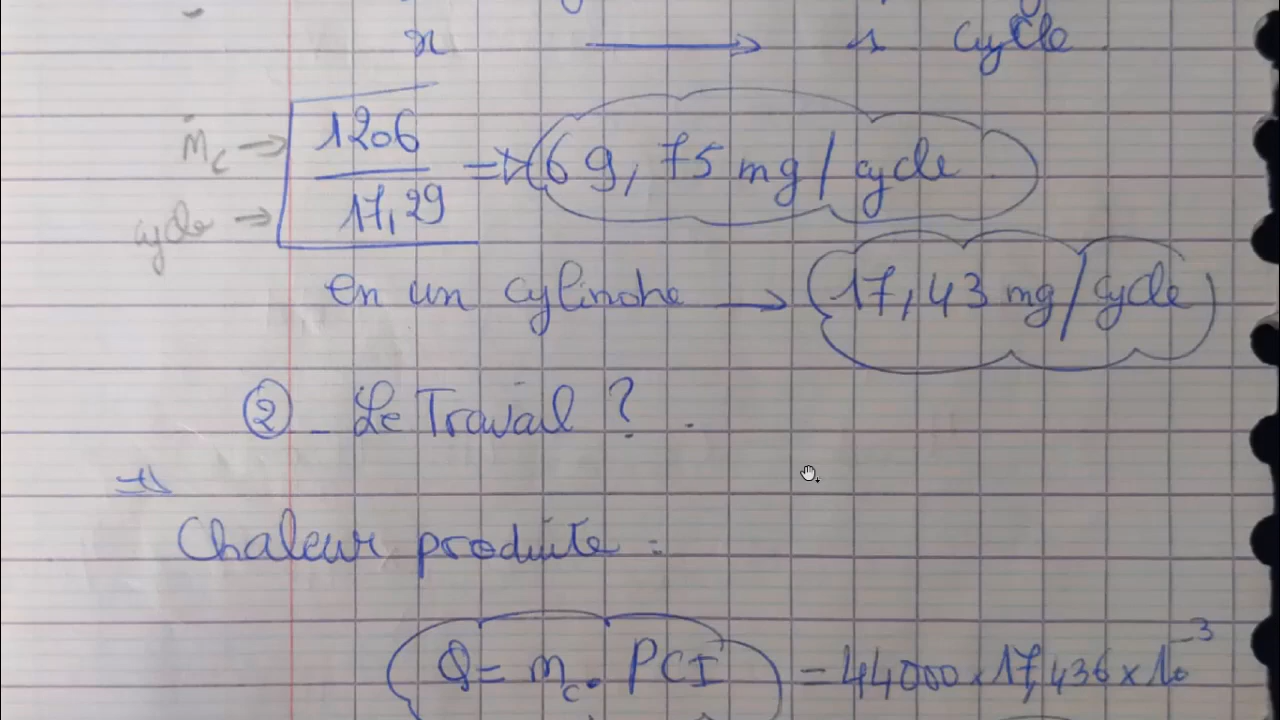 x → 1 cycle
ṁc → 1206 / 17,29 => 69,75 mg/cycle
cycle →
en un cylindre → 17,43 mg/cycle
② - Le Travail ? .
=>
Chaleur produite :
Q = mc . PCI = 44000 x 17,436 x 10⁻³